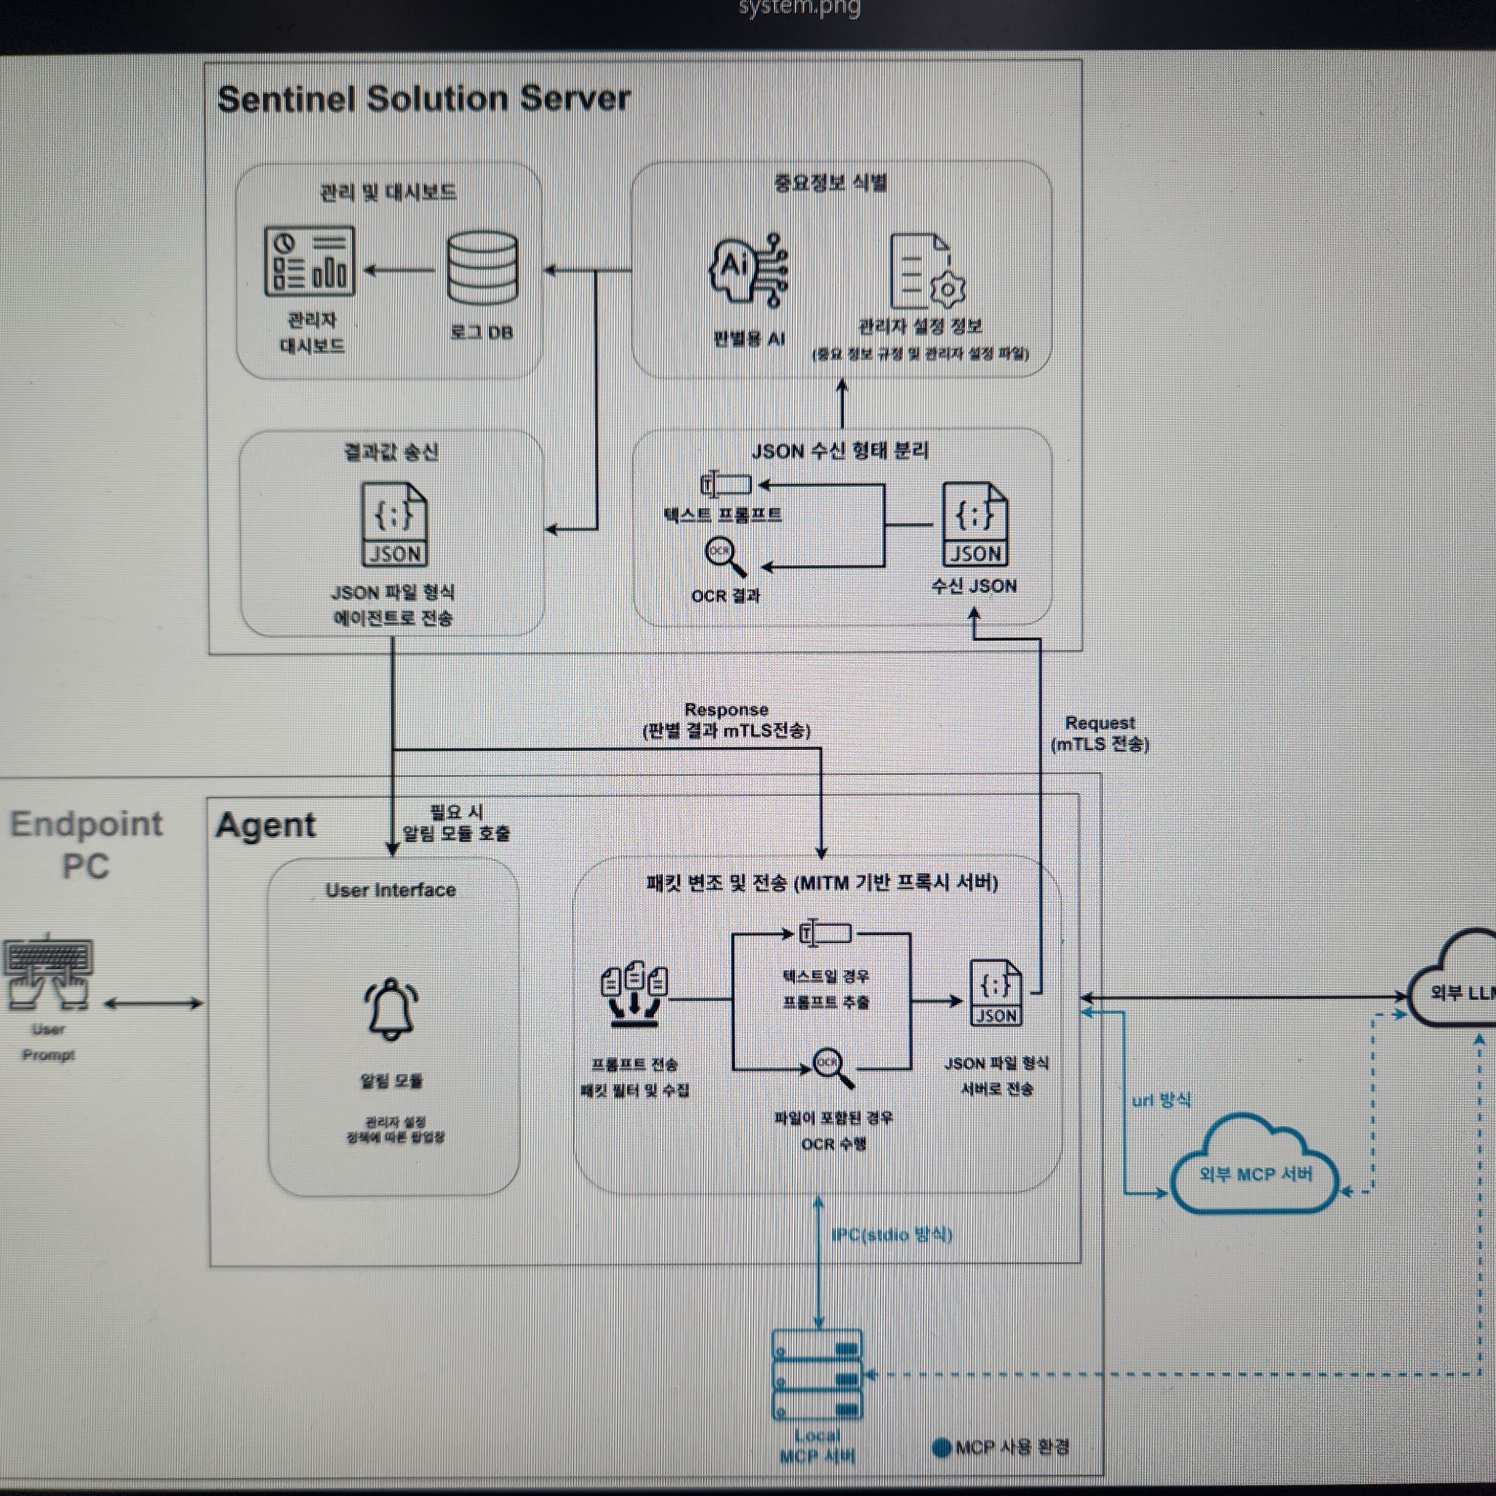 system.png
Sentinel Solution Server
관리 및 대시보드
관리자
대시보드
로그 DB
중요정보 식별
Ai
판별용 AI
관리자 설정 정보
(중요 정보 규정 및 관리자 설정 파일)
결과값 송신
{;}
JSON
JSON 파일 형식
에이전트로 전송
JSON 수신 형태 분리
T
텍스트 프롬프트
OCR
OCR 결과
{;}
JSON
수신 JSON
Response
(판별 결과 mTLS전송)
Request
(mTLS 전송)
Endpoint
PC
User
Prompt
Agent
필요 시
알림 모듈 호출
User Interface
알림 모듈
관리자 설정
정책에 따른 팝업창
패킷 변조 및 전송 (MITM 기반 프록시 서버)
프롬프트 전송
패킷 필터 및 수집
T
텍스트일 경우
프롬프트 추출
OCR
파일이 포함된 경우
OCR 수행
{;}
JSON
JSON 파일 형식
서버로 전송
외부 LLM
url 방식
외부 MCP 서버
IPC(stdio 방식)
Local
MCP 서버
MCP 사용 환경